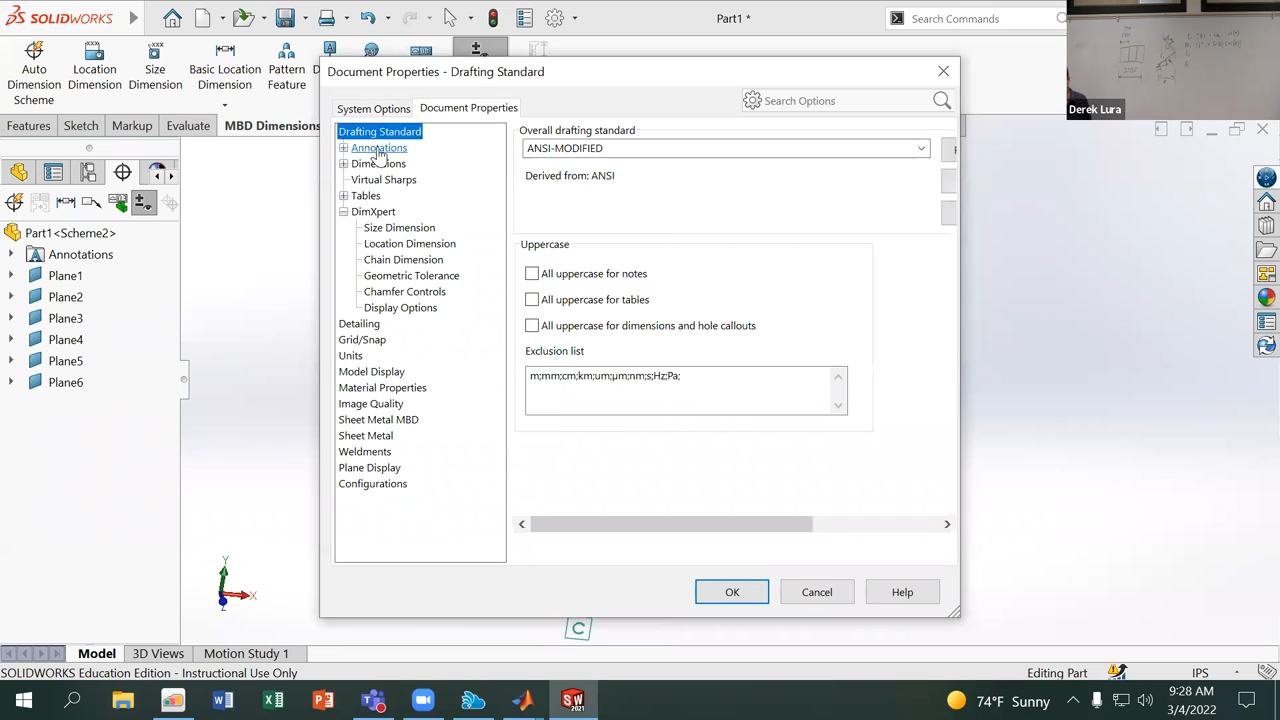 SOLIDWORKS
Part1 *
Search Commands
Auto Dimension Scheme
Location Dimension
Size Dimension
Basic Location Dimension
Pattern Feature
Features
Sketch
Markup
Evaluate
MBD Dimensions
Part1<Scheme2>
Annotations
Plane1
Plane2
Plane3
Plane4
Plane5
Plane6
Document Properties - Drafting Standard
System Options
Document Properties
Search Options
Drafting Standard
Annotations
Dimensions
Virtual Sharps
Tables
DimXpert
Size Dimension
Location Dimension
Chain Dimension
Geometric Tolerance
Chamfer Controls
Display Options
Detailing
Grid/Snap
Units
Model Display
Material Properties
Image Quality
Sheet Metal MBD
Sheet Metal
Weldments
Plane Display
Configurations
Overall drafting standard
ANSI-MODIFIED
Derived from: ANSI
Uppercase
All uppercase for notes
All uppercase for tables
All uppercase for dimensions and hole callouts
Exclusion list
m;mm;cm;km;um;µm;nm;s;Hz;Pa;
OK
Cancel
Help
Derek Lura
Y
X
Z
C
Model
3D Views
Motion Study 1
SOLIDWORKS Education Edition - Instructional Use Only
Editing Part
IPS
74°F Sunny
9:28 AM
3/4/2022